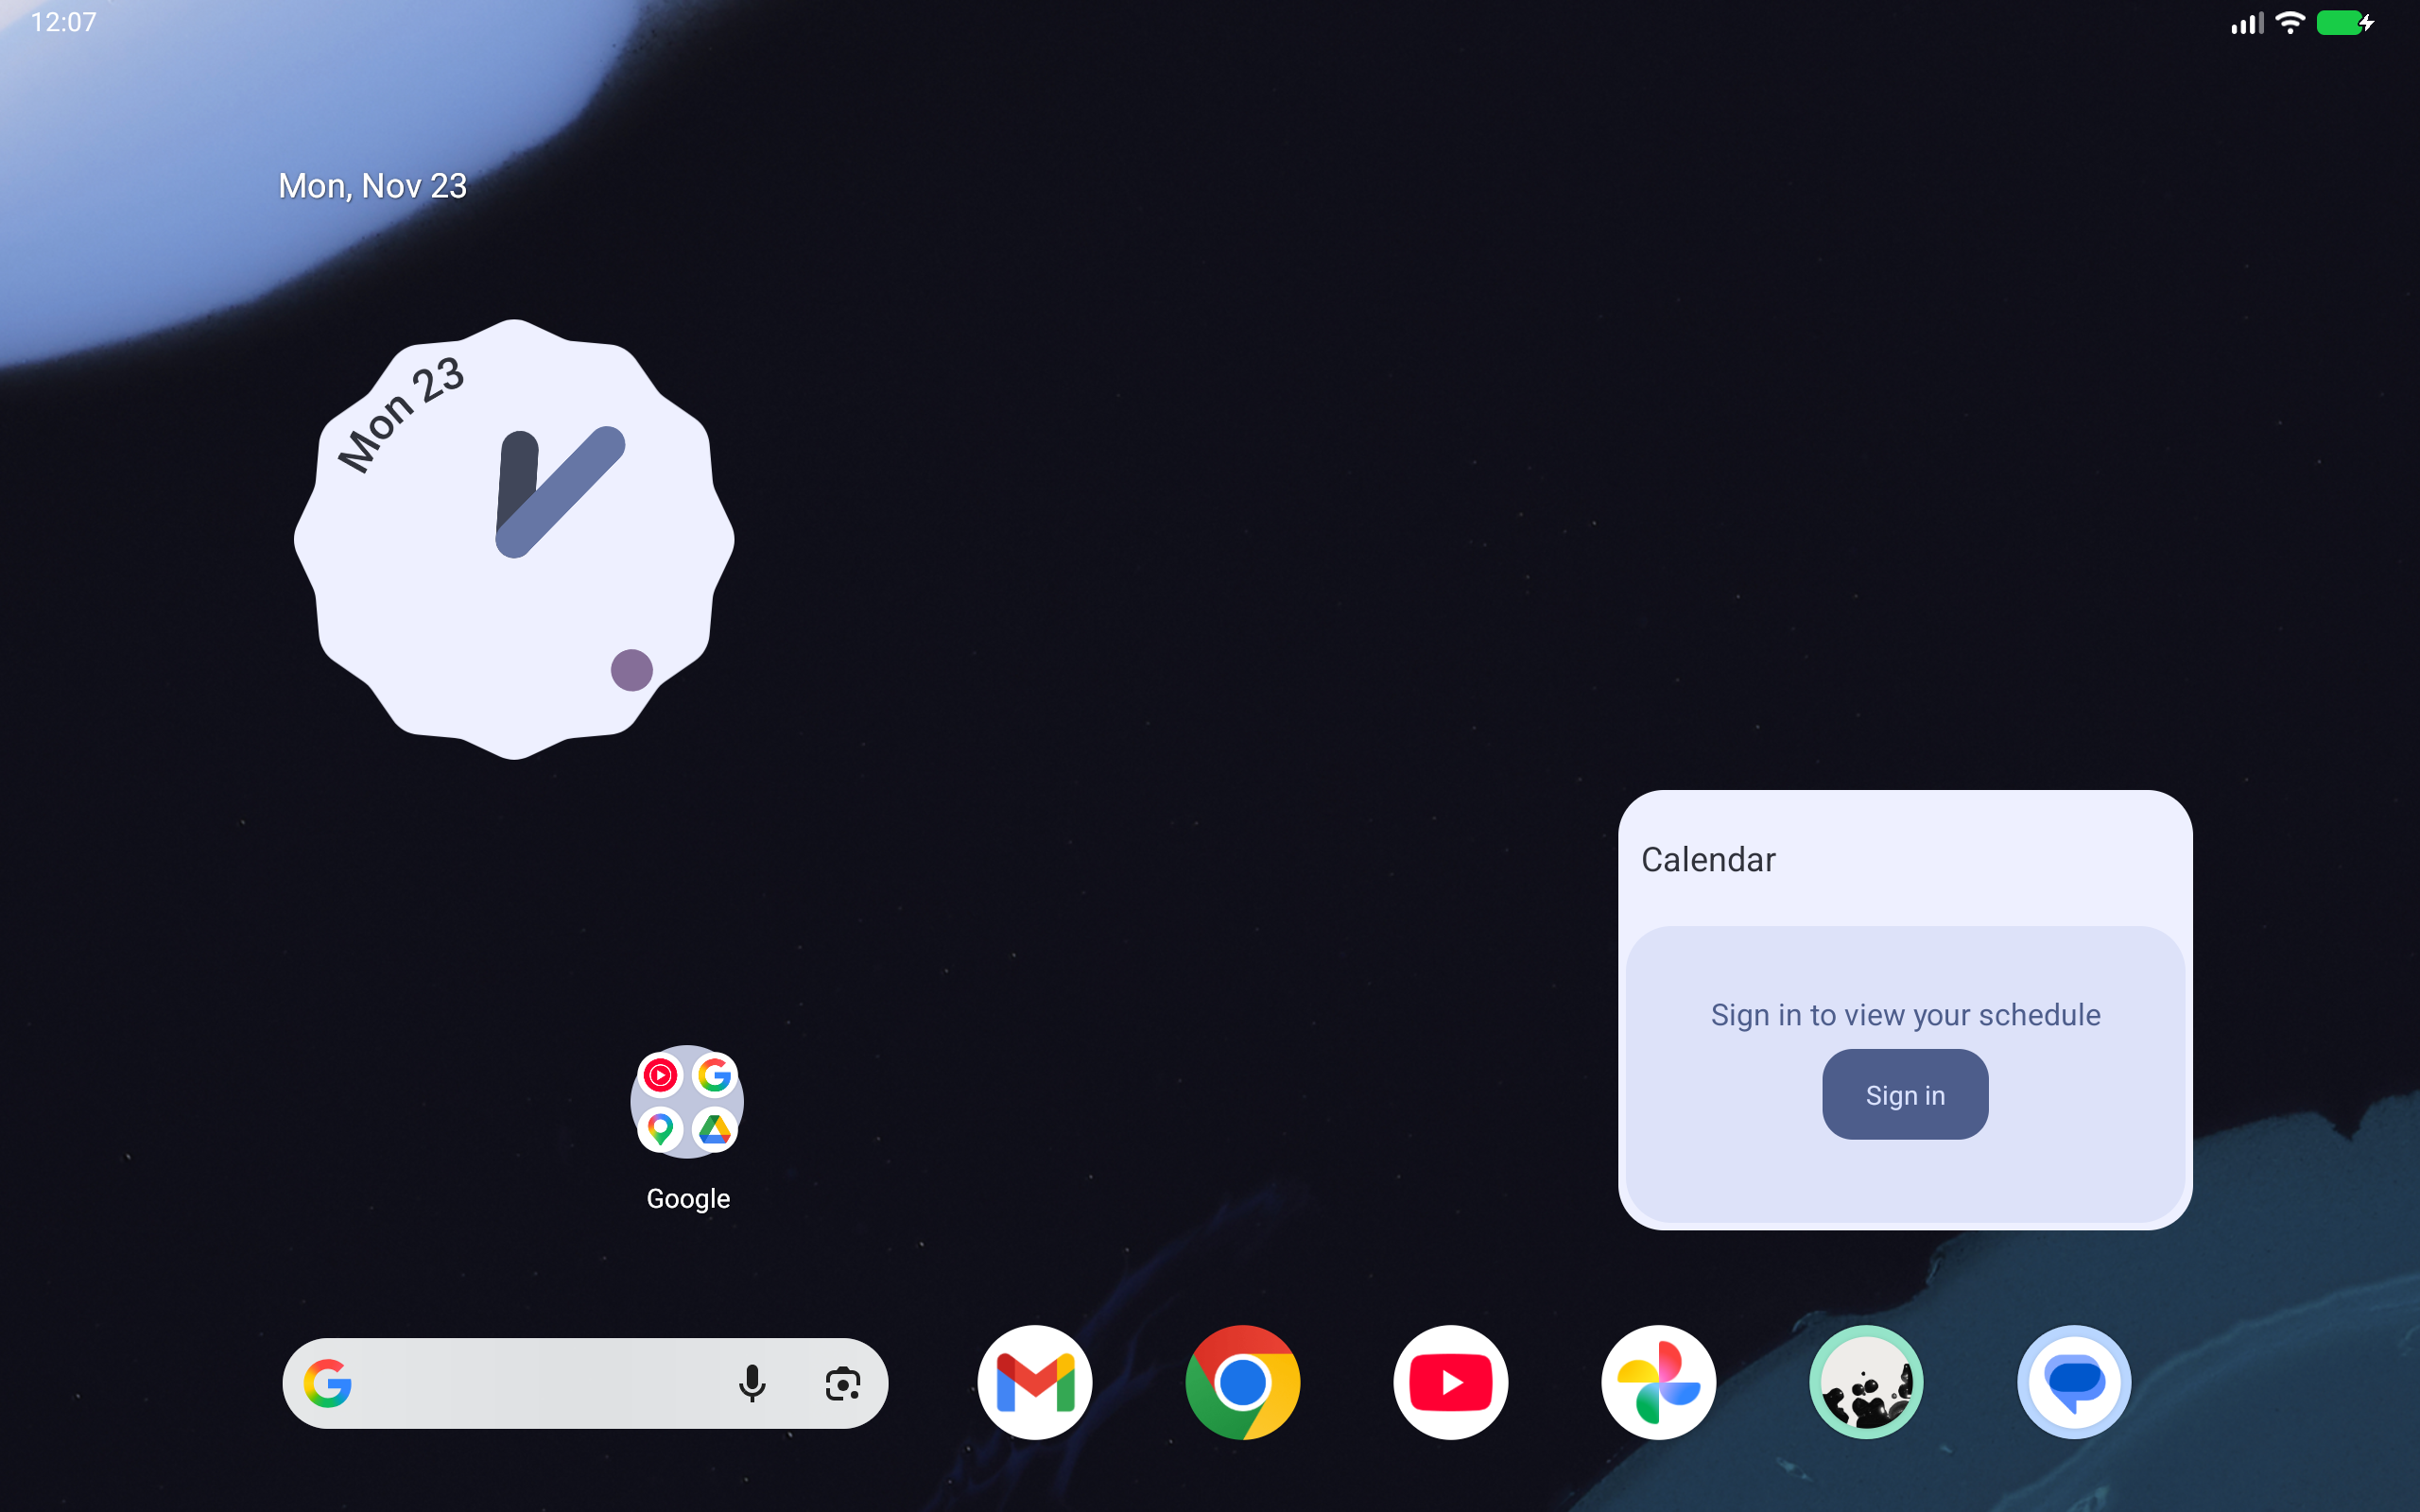 12:07
Mon, Nov 23
Mon 23
Calendar
Sign in to view your schedule
Sign in
Google